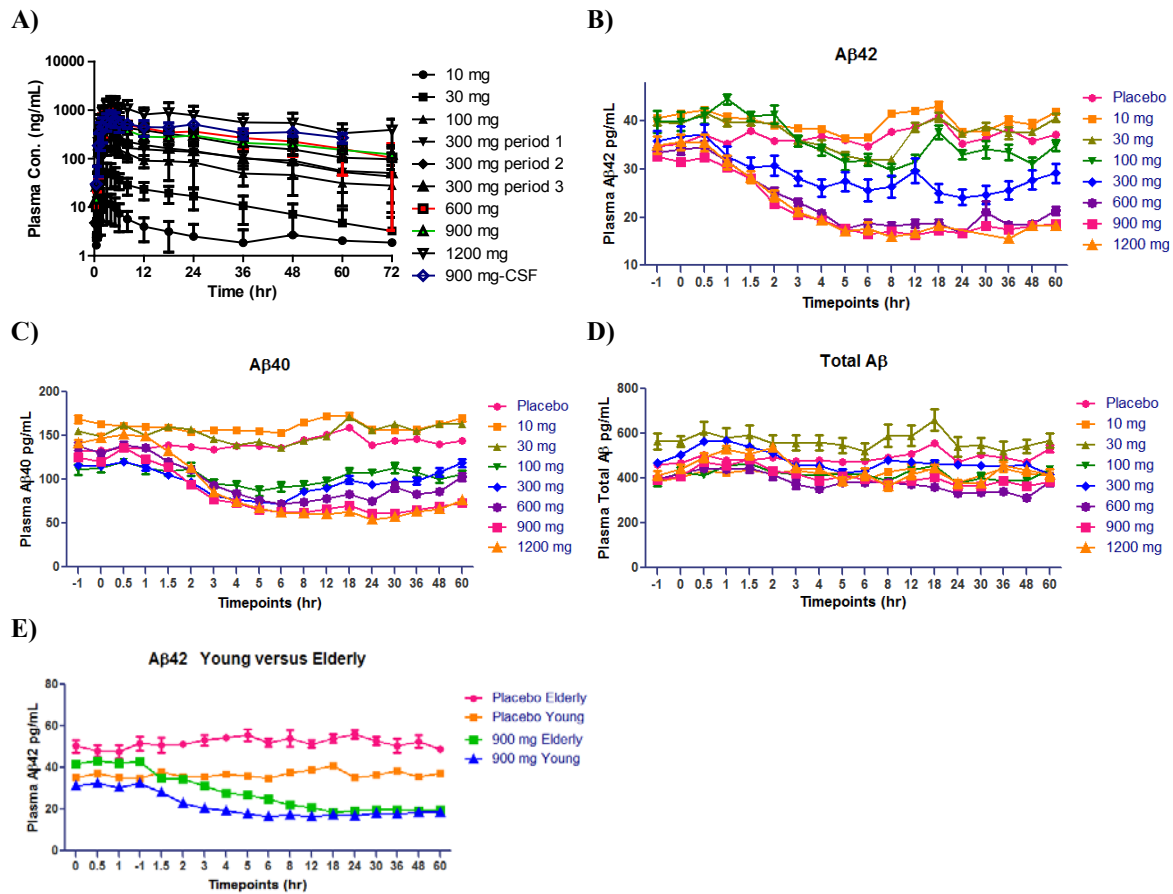 A)
Plasma Con. (ng/mL)
10000
1000
100
10
1
0 12 24 36 48 60 72
Time (hr)
10 mg
30 mg
100 mg
300 mg period 1
300 mg period 2
300 mg period 3
600 mg
900 mg
1200 mg
900 mg-CSF
B)
Aβ42
Plasma Aβ42 pg/mL
40
30
20
10
-1 0 0.5 1 1.5 2 3 4 5 6 8 12 18 24 30 36 48 60
Timepoints (hr)
Placebo
10 mg
30 mg
100 mg
300 mg
600 mg
900 mg
1200 mg
C)
Aβ40
Plasma Aβ40 pg/mL
200
150
100
50
0
-1 0 0.5 1 1.5 2 3 4 5 6 8 12 18 24 30 36 48 60
Timepoints (hr)
Placebo
10 mg
30 mg
100 mg
300 mg
600 mg
900 mg
1200 mg
D)
Total Aβ
Plasma Total Aβ pg/mL
800
600
400
200
0
-1 0 0.5 1 1.5 2 3 4 5 6 8 12 18 24 30 36 48 60
Timepoints (hr)
Placebo
10 mg
30 mg
100 mg
300 mg
600 mg
900 mg
1200 mg
E)
Aβ42 Young versus Elderly
Plasma Aβ42 pg/mL
80
60
40
20
0
0 0.5 1 -1 1.5 2 3 4 5 6 8 12 18 24 30 36 48 60
Timepoints (hr)
Placebo Elderly
Placebo Young
900 mg Elderly
900 mg Young